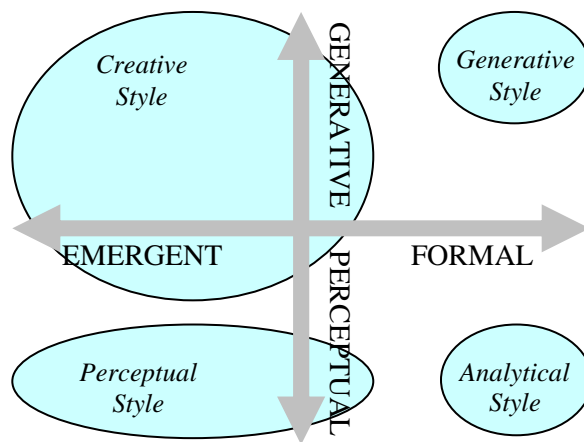 Creative
Style
GENERATIVE
Generative
Style
EMERGENT
PERCEPTUAL
FORMAL
Perceptual
Style
Analytical
Style